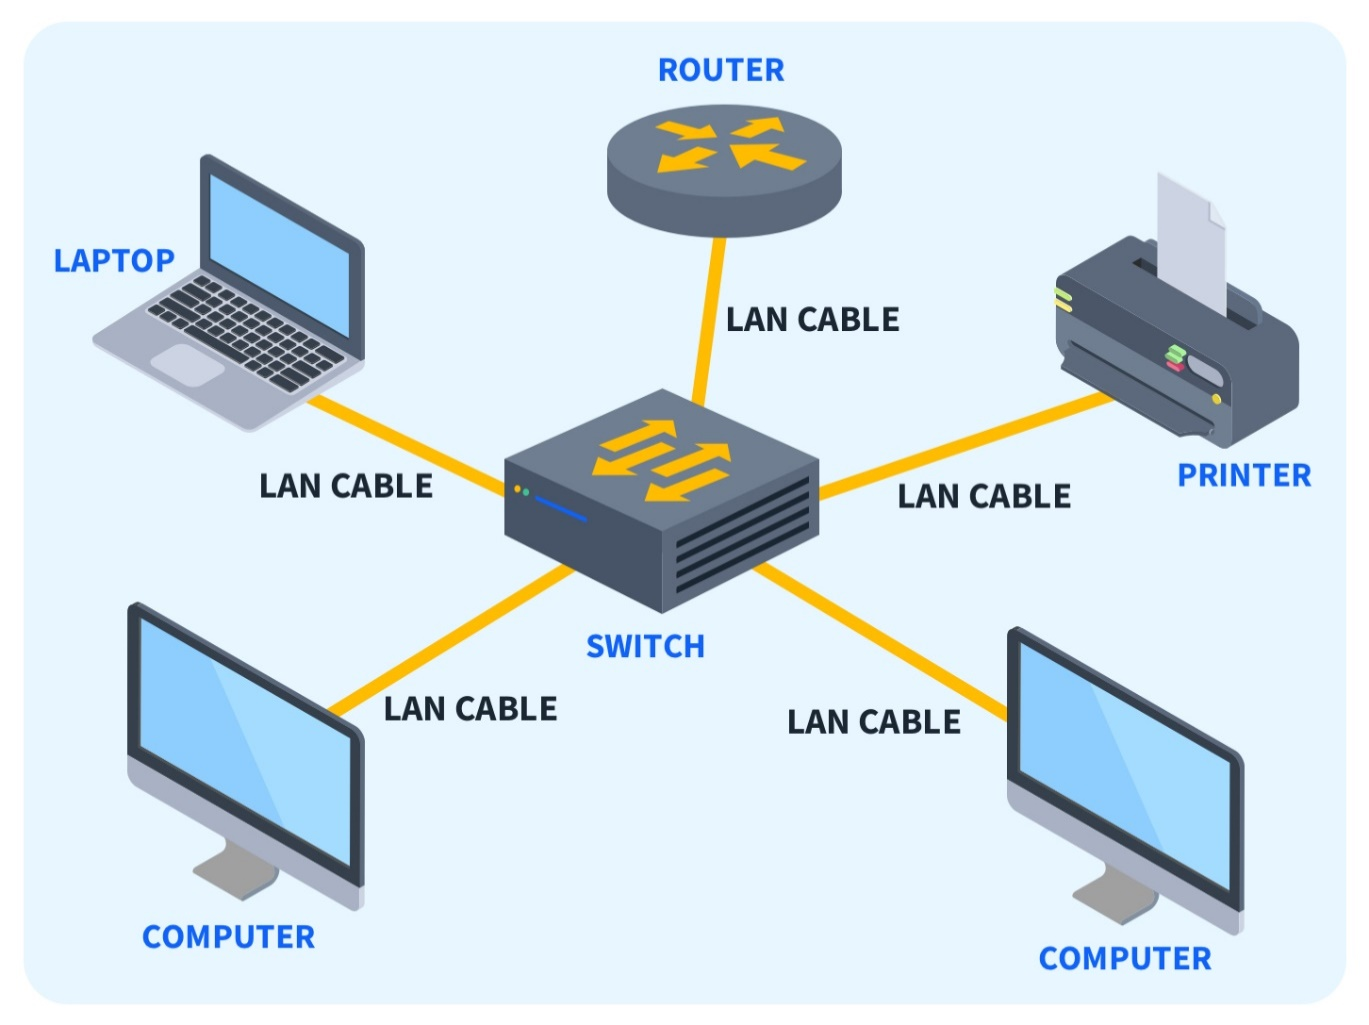 ROUTER
LAPTOP
LAN CABLE
PRINTER
LAN CABLE
LAN CABLE
SWITCH
LAN CABLE
LAN CABLE
COMPUTER
COMPUTER